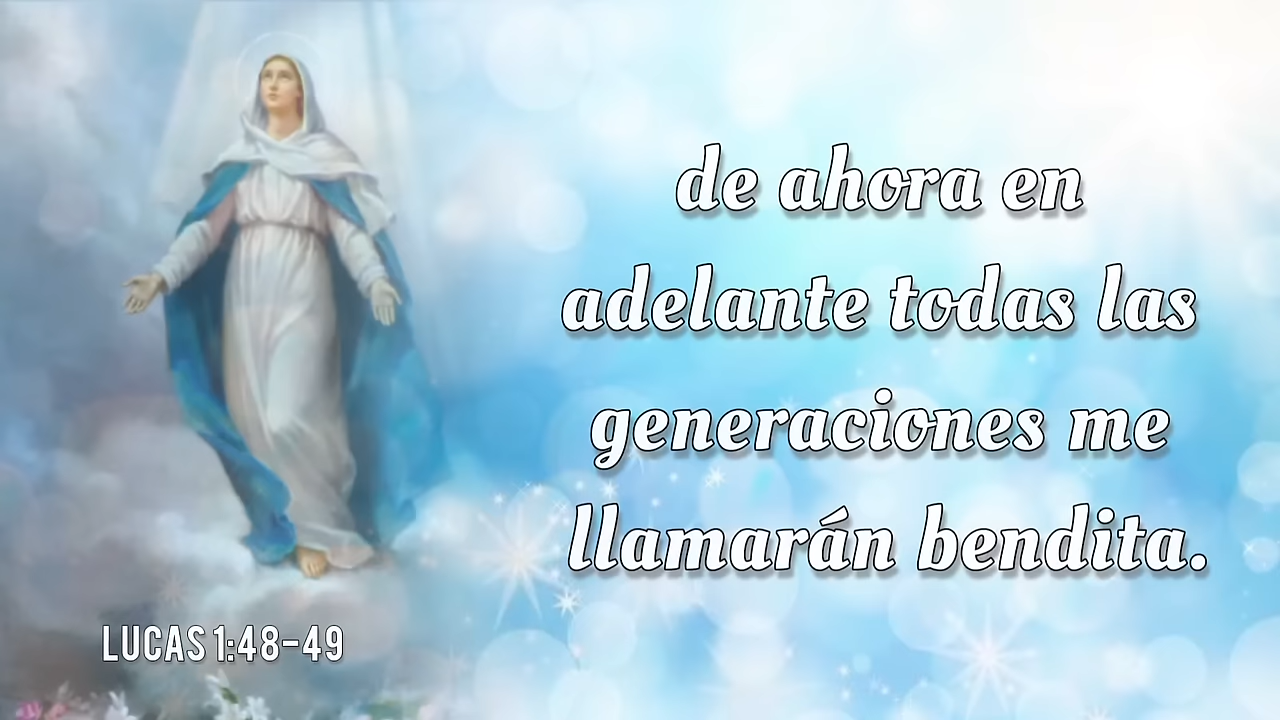 de ahora en
adelante todas las
generaciones me
llamarán bendita.
LUCAS 1:48-49